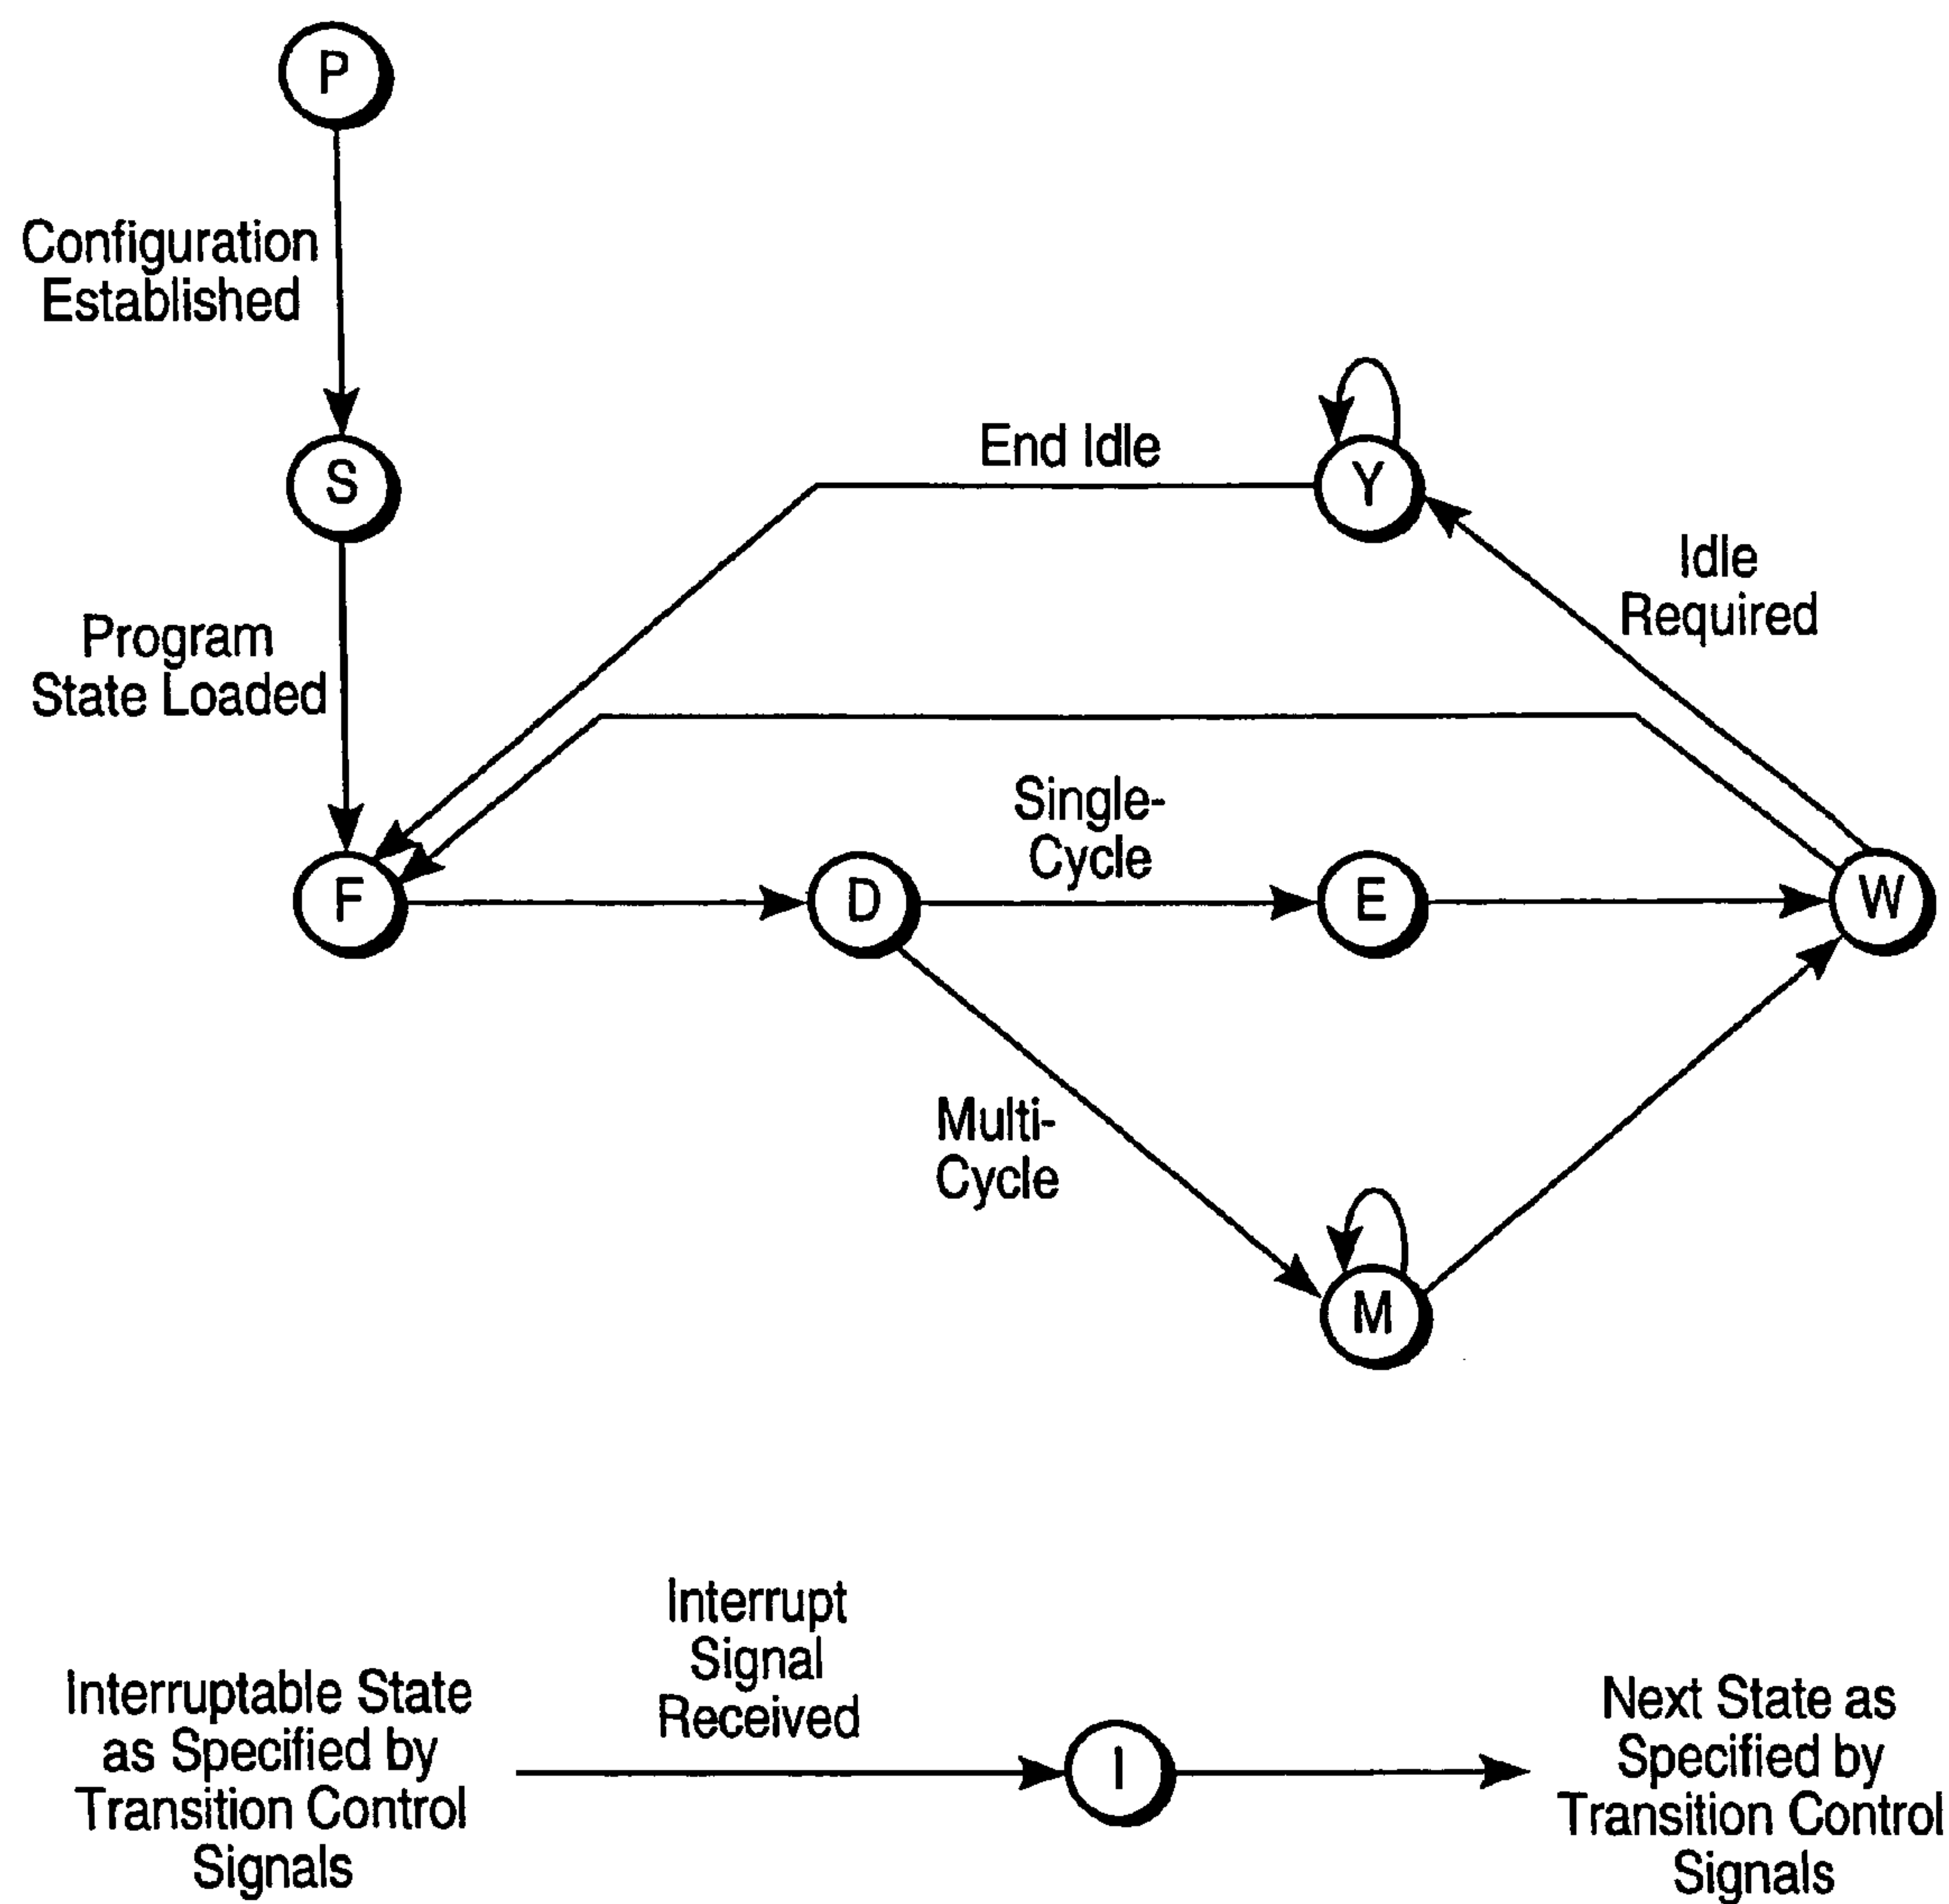 P
Configuration
Established
S
End Idle
Y
Idle
Required
Program
State Loaded
Single-
Cycle
F
D
E
W
Multi-
Cycle
M
Interrupt
Signal
Received
Interruptable State
as Specified by
Transition Control
Signals
I
Next State as
Specified by
Transition Control
Signals